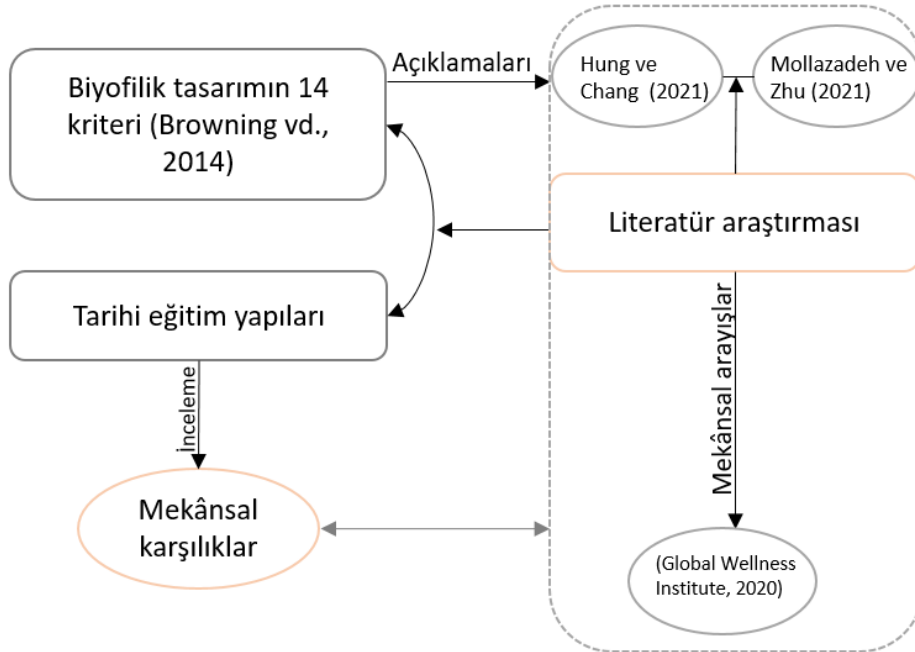 Biyofilik tasarımın 14
kriteri (Browning vd.,
2014)
Açıklamaları
Hung ve
Chang (2021)
Mollazadeh ve
Zhu (2021)
Literatür araştırması
Tarihi eğitim yapıları
İnceleme
Mekânsal arayışlar
Mekânsal
karşılıklar
(Global Wellness
Institute, 2020)